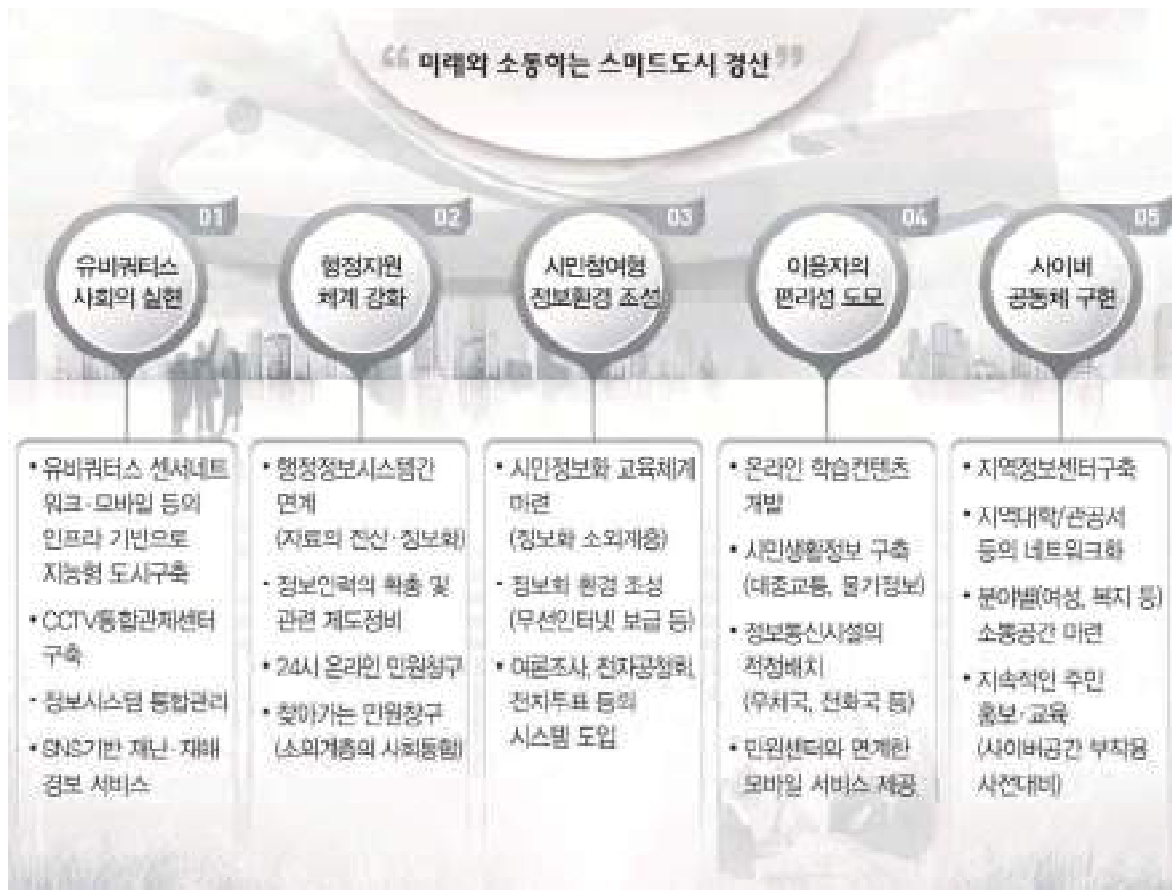 “ 미래와 소통하는 스마트도시 경산 ”
01
유비쿼터스
사회의 실현
• 유비쿼터스 센서네트
워크·모바일 등의
인프라 기반으로
지능형 도시구축
• CCTV통합관제센터
구축
- 정보시스템 통합관리
• SNS기반 재난·재해
경보 서비스
02
행정지원
체계 강화
• 행정정보시스템간
연계
(자료의 전산·정보화)
- 정보인력의 확충 및
관련 제도정비
• 24시 온라인 민원창구
• 찾아가는 민원창구
(소외계층의 사회통합)
03
시민참여형
정보환경 조성
• 시민정보화 교육체계
마련
(정보화 소외계층)
- 정보화 환경 조성
(무선인터넷 보급 등)
• 여론조사, 전자공청회,
전자투표 등의
시스템 도입
04
이용자의
편리성 도모
• 온라인 학습컨텐츠
개발
• 시민생활정보 구축
(대중교통, 물가정보)
• 정보통신시설의
적정배치
(우체국, 전화국 등)
• 민원센터와 연계한
모바일 서비스 제공
05
사이버
공동체 구현
• 지역정보센터구축
• 지역대학/관공서
등의 네트워크화
• 분야별(여성, 복지 등)
소통공간 마련
• 지속적인 주민
홍보·교육
(사이버공간 부작용
사전대비)